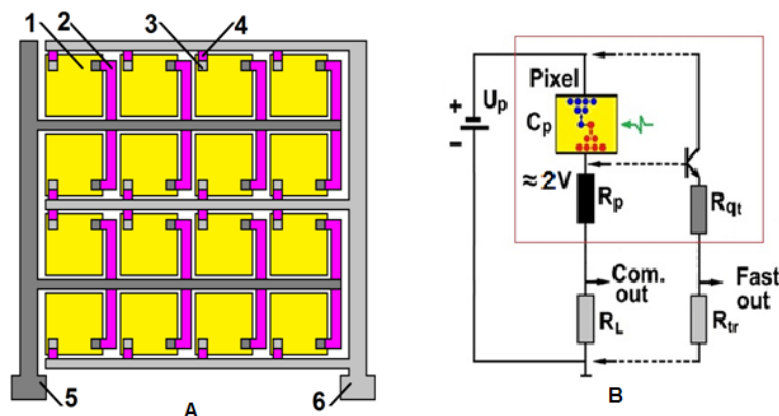 1
2
3
4
5
6
A
Pixel
+
Up
Cp
-
≈ 2V
Rp
Rqt
Com.
out
Fast
out
RL
Rtr
B